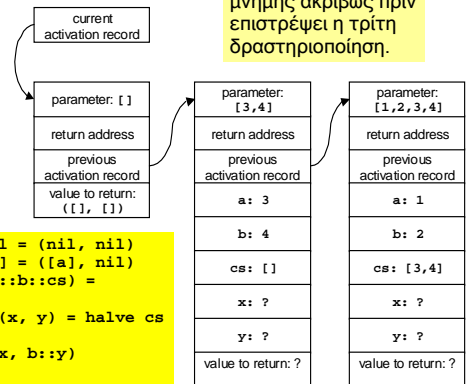 μνήμης ακριβώς πριν
επιστρέψει η τρίτη
δραστηριοποίηση.
current
activation record
parameter: []
return address
previous
activation record
value to return:
([], [])
parameter:
[3,4]
return address
previous
activation record
a: 3
b: 4
cs: []
x: ?
y: ?
value to return: ?
parameter:
[1,2,3,4]
return address
previous
activation record
a: 1
b: 2
cs: [3,4]
x: ?
y: ?
value to return: ?
l = (nil, nil)
] = ([a], nil)
::b::cs) =
(x, y) = halve cs
x, b::y)